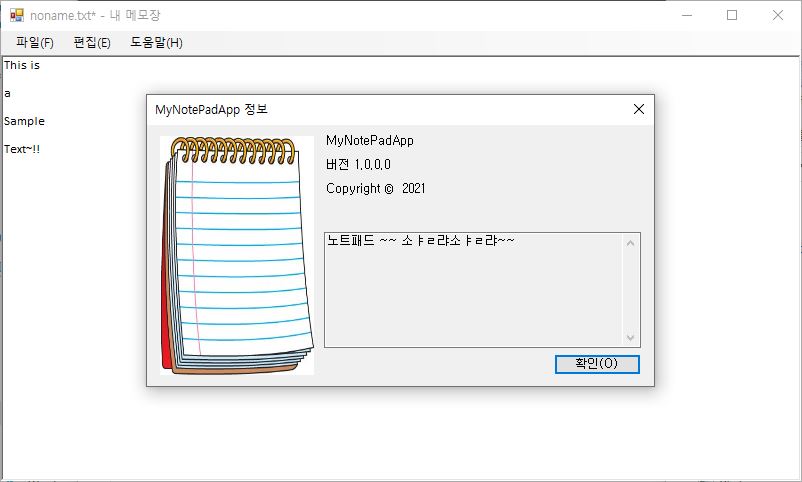 noname.txt* - 내 메모장
파일(F) 편집(E) 도움말(H)
This is
a
Sample
Text~!!
MyNotePadApp 정보
MyNotePadApp
버전 1.0.0.0
Copyright © 2021
노트패드 ~~ 소ㅑㄹ랴소ㅑㄹ랴~~
확인(O)